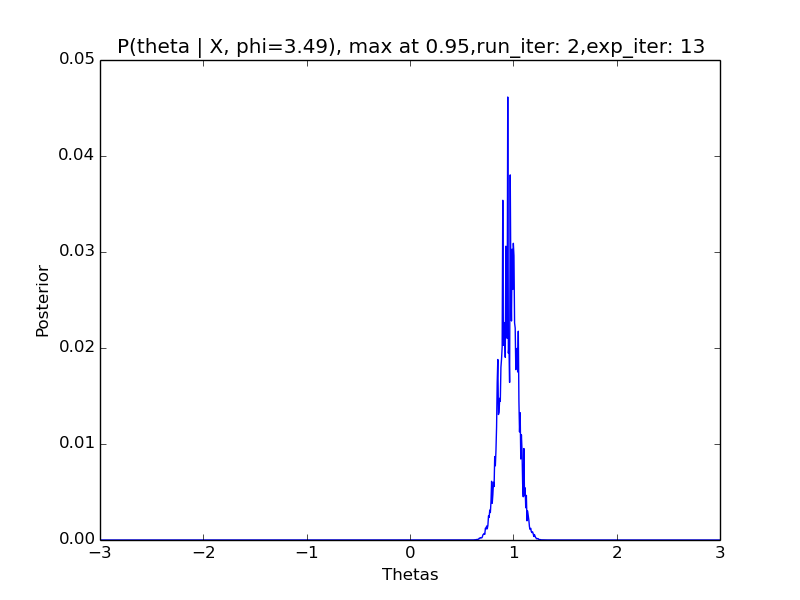 P(theta | X, phi=3.49), max at 0.95,run_iter: 2,exp_iter: 13
0.05
0.04
0.03
0.02
0.01
0.00
Posterior
−3 −2 −1 0 1 2 3
Thetas